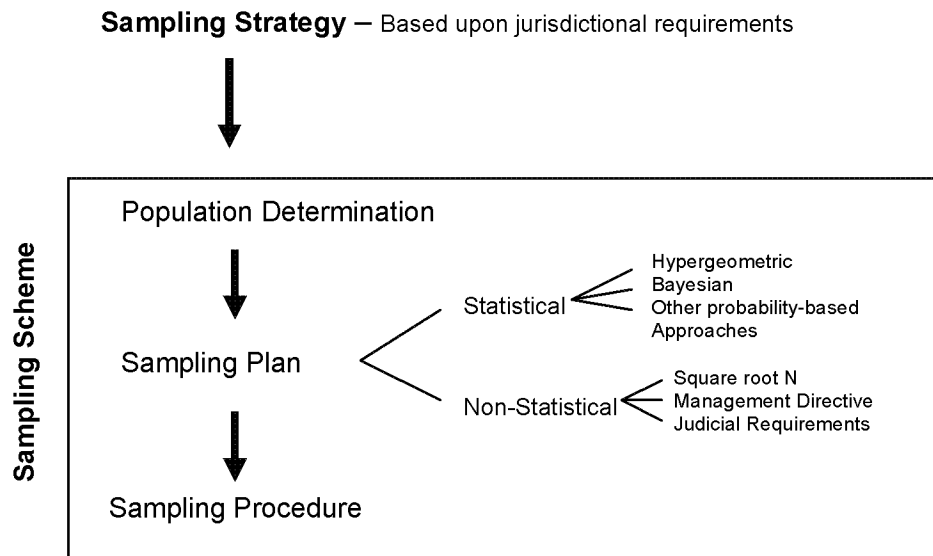 Sampling Strategy – Based upon jurisdictional requirements
Sampling Scheme
Population Determination
Sampling Plan
Statistical
Hypergeometric
Bayesian
Other probability-based
Approaches
Non-Statistical
Square root N
Management Directive
Judicial Requirements
Sampling Procedure